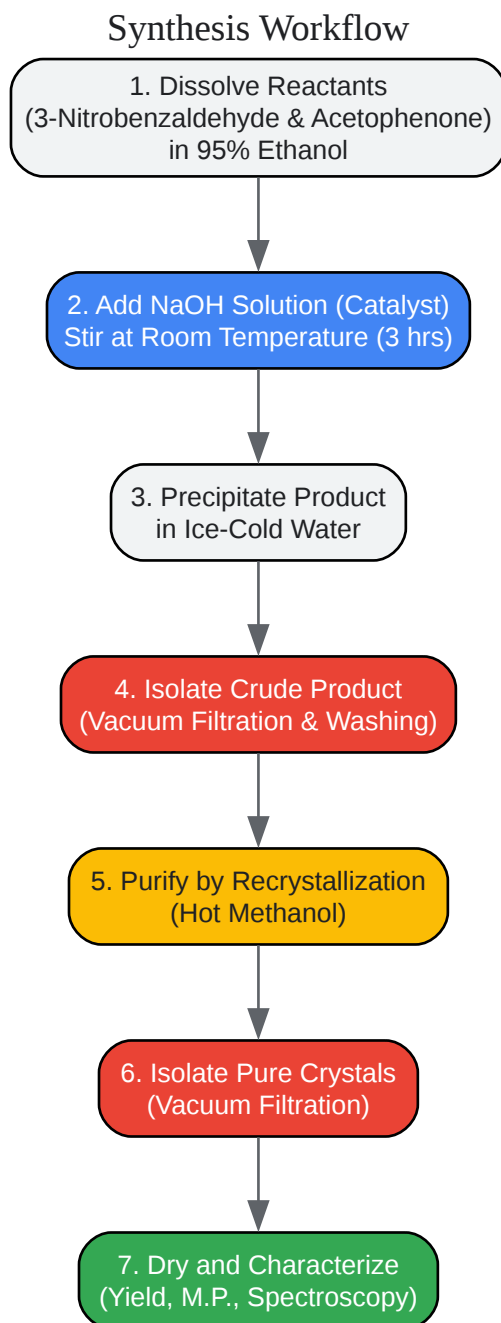 Synthesis Workflow
1. Dissolve Reactants
(3-Nitrobenzaldehyde & Acetophenone)
in 95% Ethanol
2. Add NaOH Solution (Catalyst)
Stir at Room Temperature (3 hrs)
3. Precipitate Product
in Ice-Cold Water
4. Isolate Crude Product
(Vacuum Filtration & Washing)
5. Purify by Recrystallization
(Hot Methanol)
6. Isolate Pure Crystals
(Vacuum Filtration)
7. Dry and Characterize
(Yield, M.P., Spectroscopy)